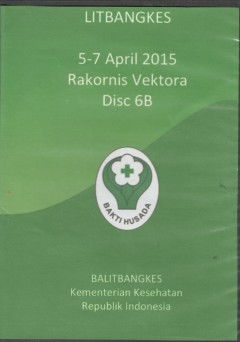 LITBANGKES
5-7 April 2015
Rakornis Vektora
Disc 6B
BAKTI HUSADA
BALITBANGKES
Kementerian Kesehatan
Republik Indonesia